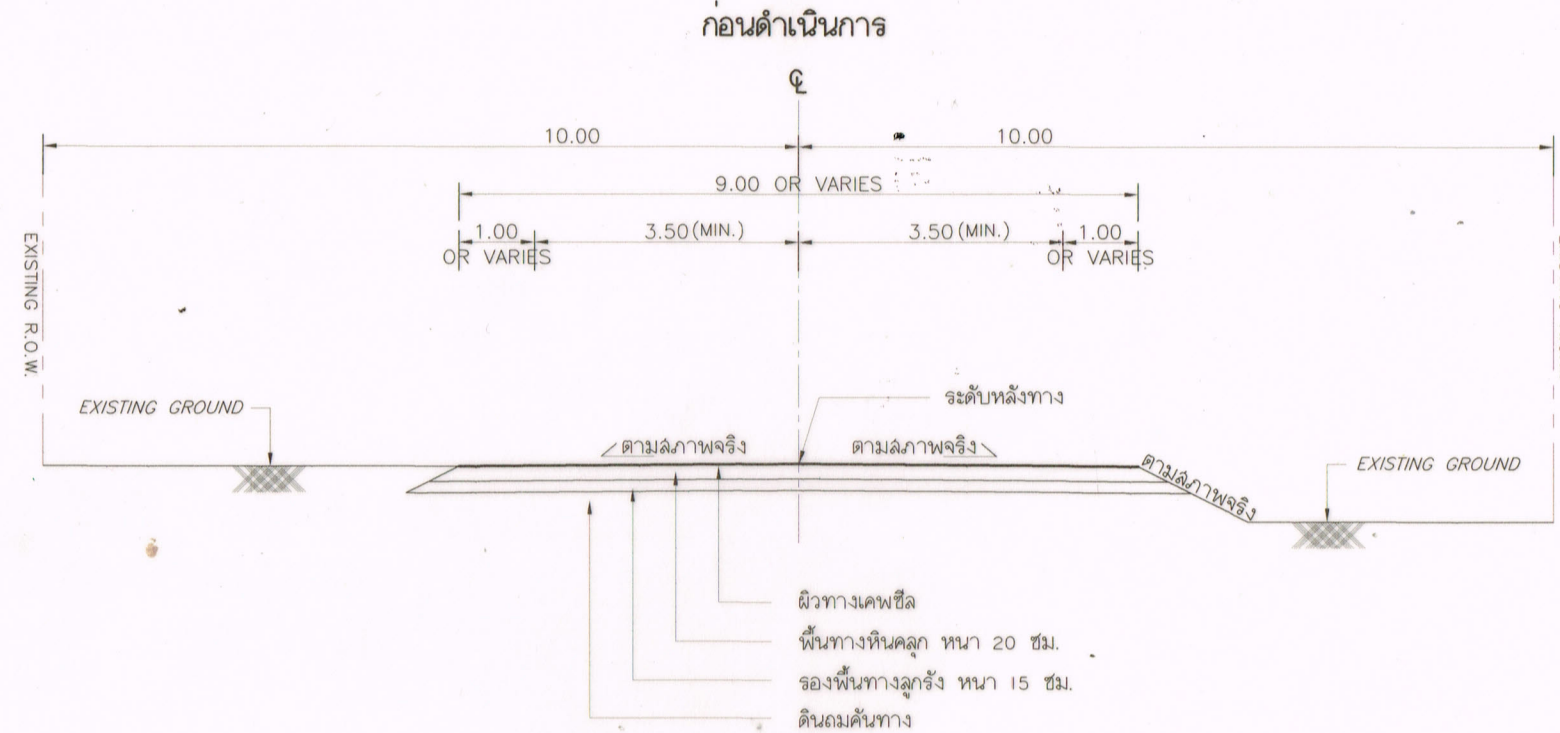 ก่อนดำเนินการ
℄
10.00 10.00
9.00 OR VARIES
1.00 3.50(MIN.) 3.50(MIN.) 1.00
OR VARIES OR VARIES
EXISTING R.O.W.
ระดับหลังทาง
EXISTING GROUND
ตามสภาพจริง ตามสภาพจริง
ตามสภาพจริง
EXISTING GROUND
ผิวทางเคพซีล
พื้นทางหินคลุก หนา 20 ซม.
รองพื้นทางลูกรัง หนา 15 ซม.
ดินถมคันทาง